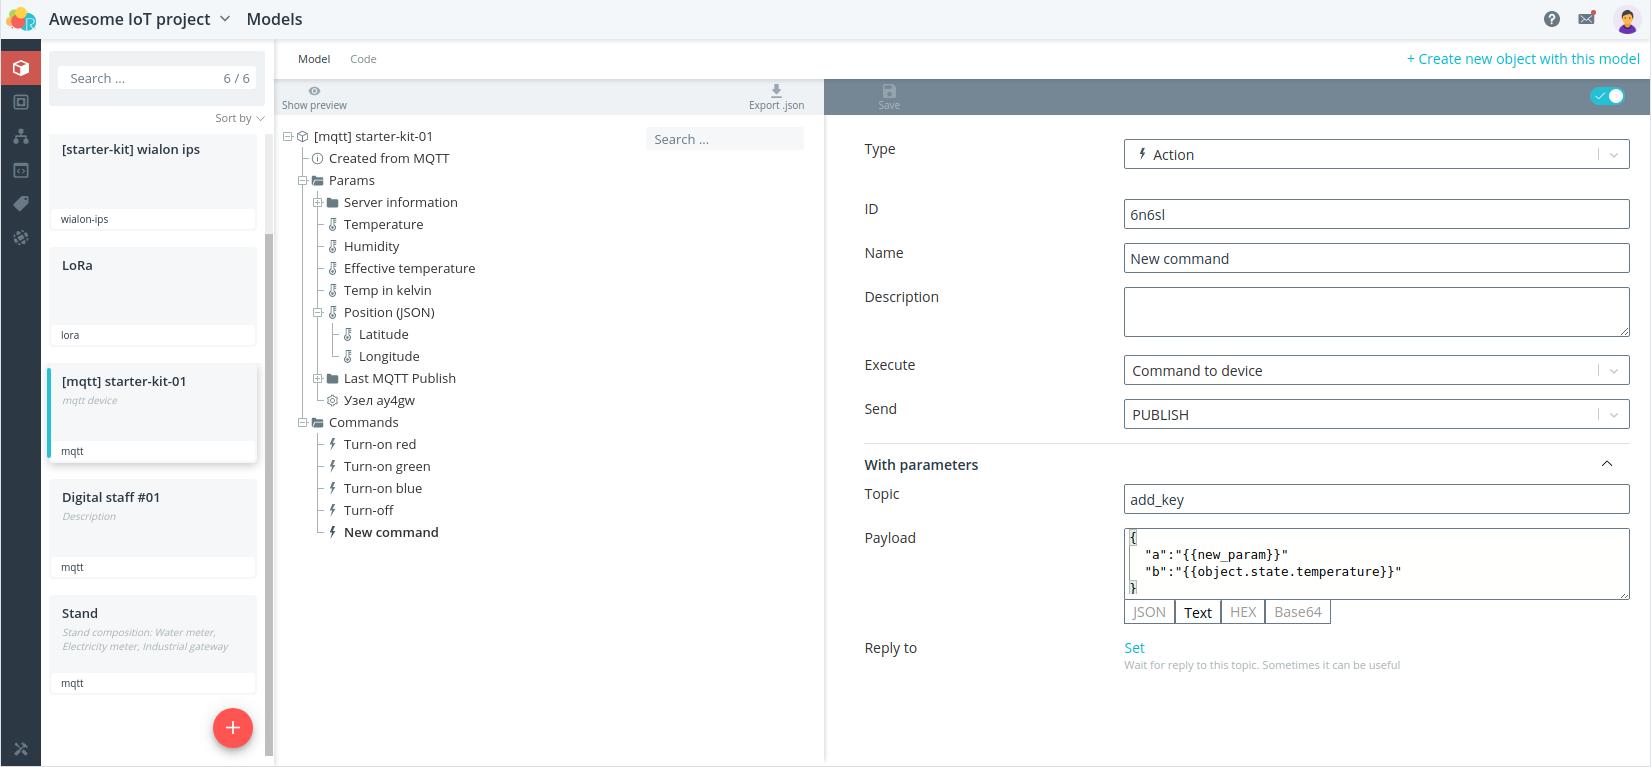 Awesome IoT project Models
Search ... 6 / 6
Sort by
[starter-kit] wialon ips
wialon-ips
LoRa
lora
[mqtt] starter-kit-01
mqtt device
mqtt
Digital staff #01
Description
mqtt
Stand
Stand composition: Water meter,
Electricity meter, Industrial gateway
mqtt
Model Code
+ Create new object with this model
Show preview
Export .json
Save
[mqtt] starter-kit-01
Search ...
Created from MQTT
Params
Server information
Temperature
Humidity
Effective temperature
Temp in kelvin
Position (JSON)
Latitude
Longitude
Last MQTT Publish
Узел ay4gw
Commands
Turn-on red
Turn-on green
Turn-on blue
Turn-off
New command
Type Action
ID 6n6sl
Name New command
Description
Execute Command to device
Send PUBLISH
With parameters
Topic add_key
Payload {
"a":"{{new_param}}"
"b":"{{object.state.temperature}}"
}
JSON Text HEX Base64
Reply to Set
Wait for reply to this topic. Sometimes it can be useful